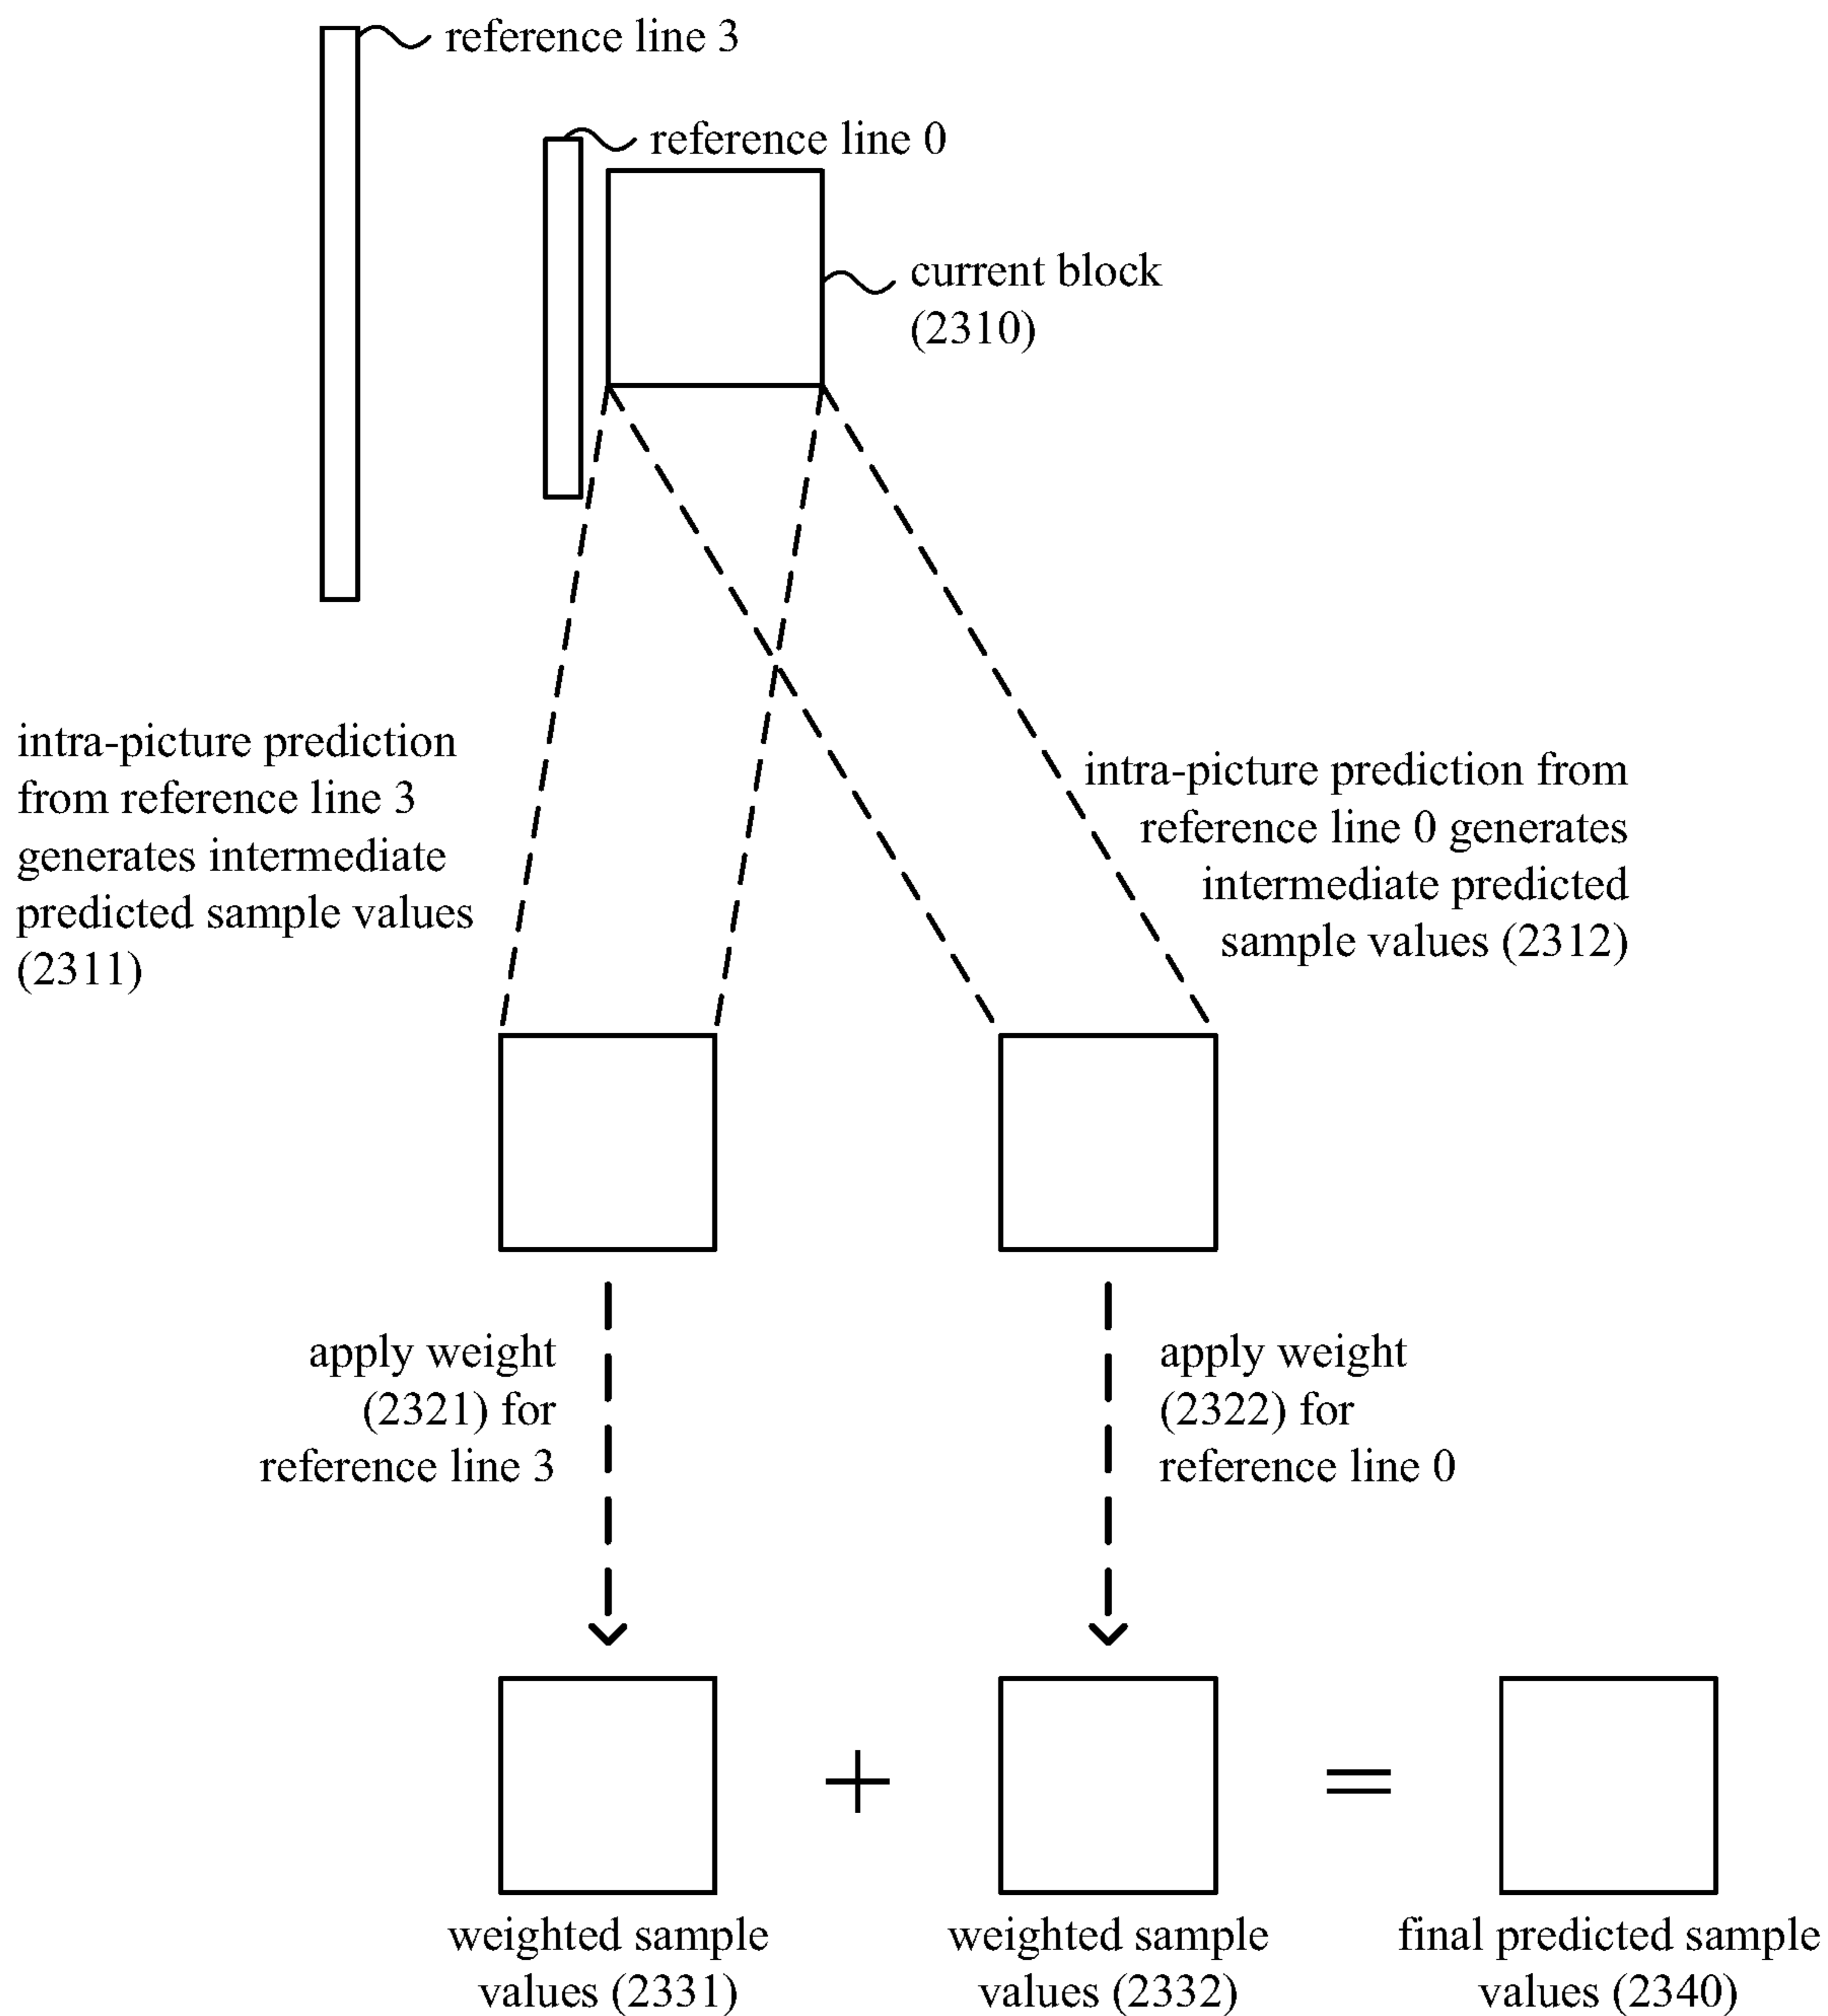 reference line 3
reference line 0
current block
(2310)
intra-picture prediction
from reference line 3
generates intermediate
predicted sample values
(2311)
intra-picture prediction from
reference line 0 generates
intermediate predicted
sample values (2312)
apply weight
(2321) for
reference line 3
apply weight
(2322) for
reference line 0
+
=
weighted sample
values (2331)
weighted sample
values (2332)
final predicted sample
values (2340)